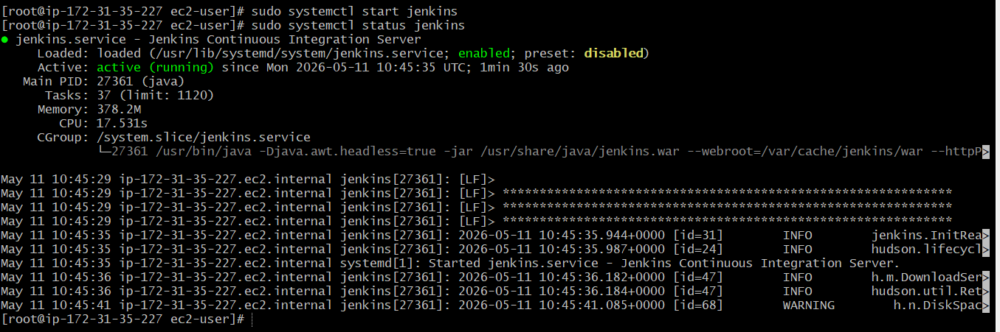 [root@ip-172-31-35-227 ec2-user]# sudo systemctl start jenkins
[root@ip-172-31-35-227 ec2-user]# sudo systemctl status jenkins
● jenkins.service - Jenkins Continuous Integration Server
     Loaded: loaded (/usr/lib/systemd/system/jenkins.service; enabled; preset: disabled)
     Active: active (running) since Mon 2026-05-11 10:45:35 UTC; 1min 30s ago
   Main PID: 27361 (java)
      Tasks: 37 (limit: 1120)
     Memory: 378.2M
        CPU: 17.531s
     CGroup: /system.slice/jenkins.service
             └─27361 /usr/bin/java -Djava.awt.headless=true -jar /usr/share/java/jenkins.war --webroot=/var/cache/jenkins/war --httpP>
May 11 10:45:29 ip-172-31-35-227.ec2.internal jenkins[27361]: [LF]>
May 11 10:45:29 ip-172-31-35-227.ec2.internal jenkins[27361]: [LF]> *************************************************************
May 11 10:45:29 ip-172-31-35-227.ec2.internal jenkins[27361]: [LF]> *************************************************************
May 11 10:45:29 ip-172-31-35-227.ec2.internal jenkins[27361]: [LF]> *************************************************************
May 11 10:45:35 ip-172-31-35-227.ec2.internal jenkins[27361]: 2026-05-11 10:45:35.944+0000 [id=31]        INFO        jenkins.InitRea>
May 11 10:45:35 ip-172-31-35-227.ec2.internal jenkins[27361]: 2026-05-11 10:45:35.987+0000 [id=24]        INFO        hudson.lifecycl>
May 11 10:45:35 ip-172-31-35-227.ec2.internal systemd[1]: Started jenkins.service - Jenkins Continuous Integration Server.
May 11 10:45:36 ip-172-31-35-227.ec2.internal jenkins[27361]: 2026-05-11 10:45:36.182+0000 [id=47]        INFO        h.m.DownloadSer>
May 11 10:45:36 ip-172-31-35-227.ec2.internal jenkins[27361]: 2026-05-11 10:45:36.184+0000 [id=47]        INFO        hudson.util.Ret>
May 11 10:45:41 ip-172-31-35-227.ec2.internal jenkins[27361]: 2026-05-11 10:45:41.085+0000 [id=68]        WARNING        h.n.DiskSpac>
[root@ip-172-31-35-227 ec2-user]#